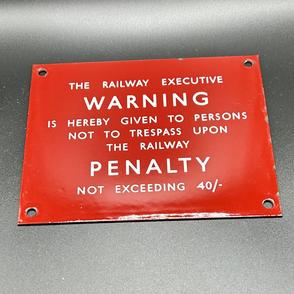 THE RAILWAY EXECUTIVE
WARNING
IS HEREBY GIVEN TO PERSONS
NOT TO TRESPASS UPON
THE RAILWAY
PENALTY
NOT EXCEEDING 40/-